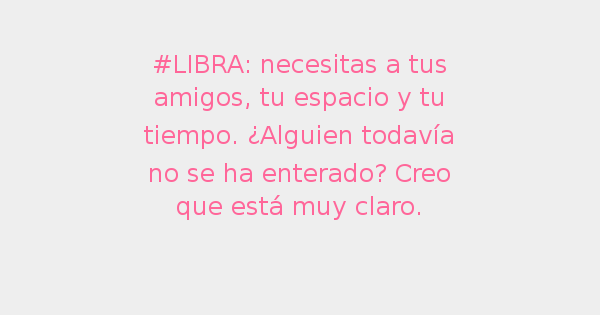 #LIBRA: necesitas a tus
amigos, tu espacio y tu
tiempo. ¿Alguien todavía
no se ha enterado? Creo
que está muy claro.